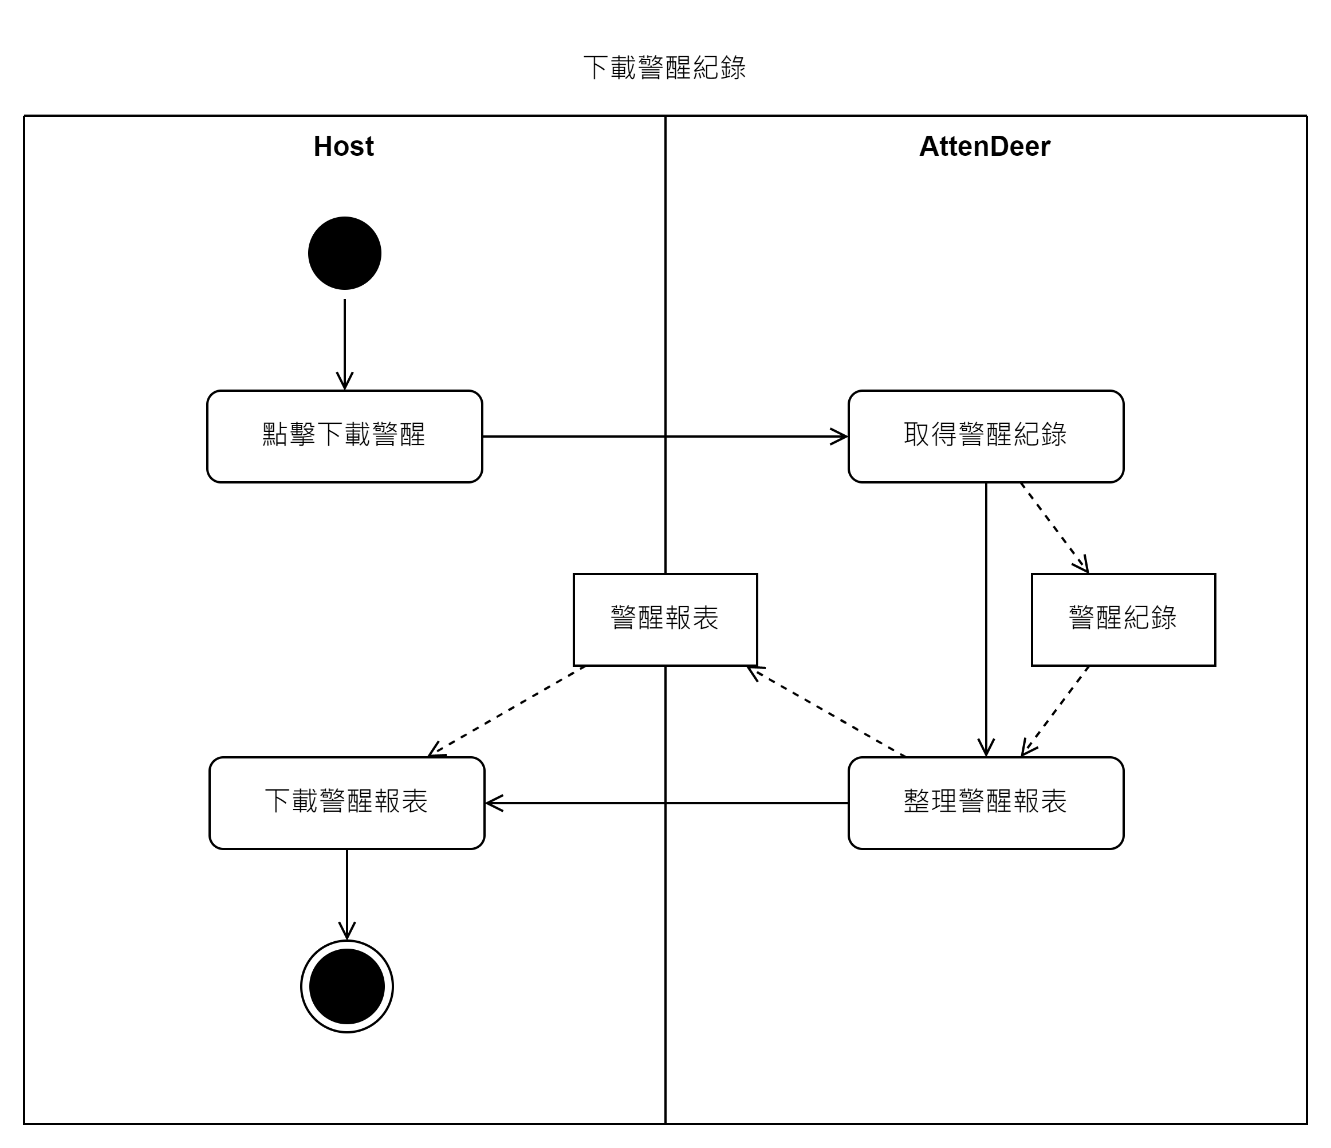 下載警醒紀錄
Host
AttenDeer
點擊下載警醒
取得警醒紀錄
警醒報表
警醒紀錄
下載警醒報表
整理警醒報表